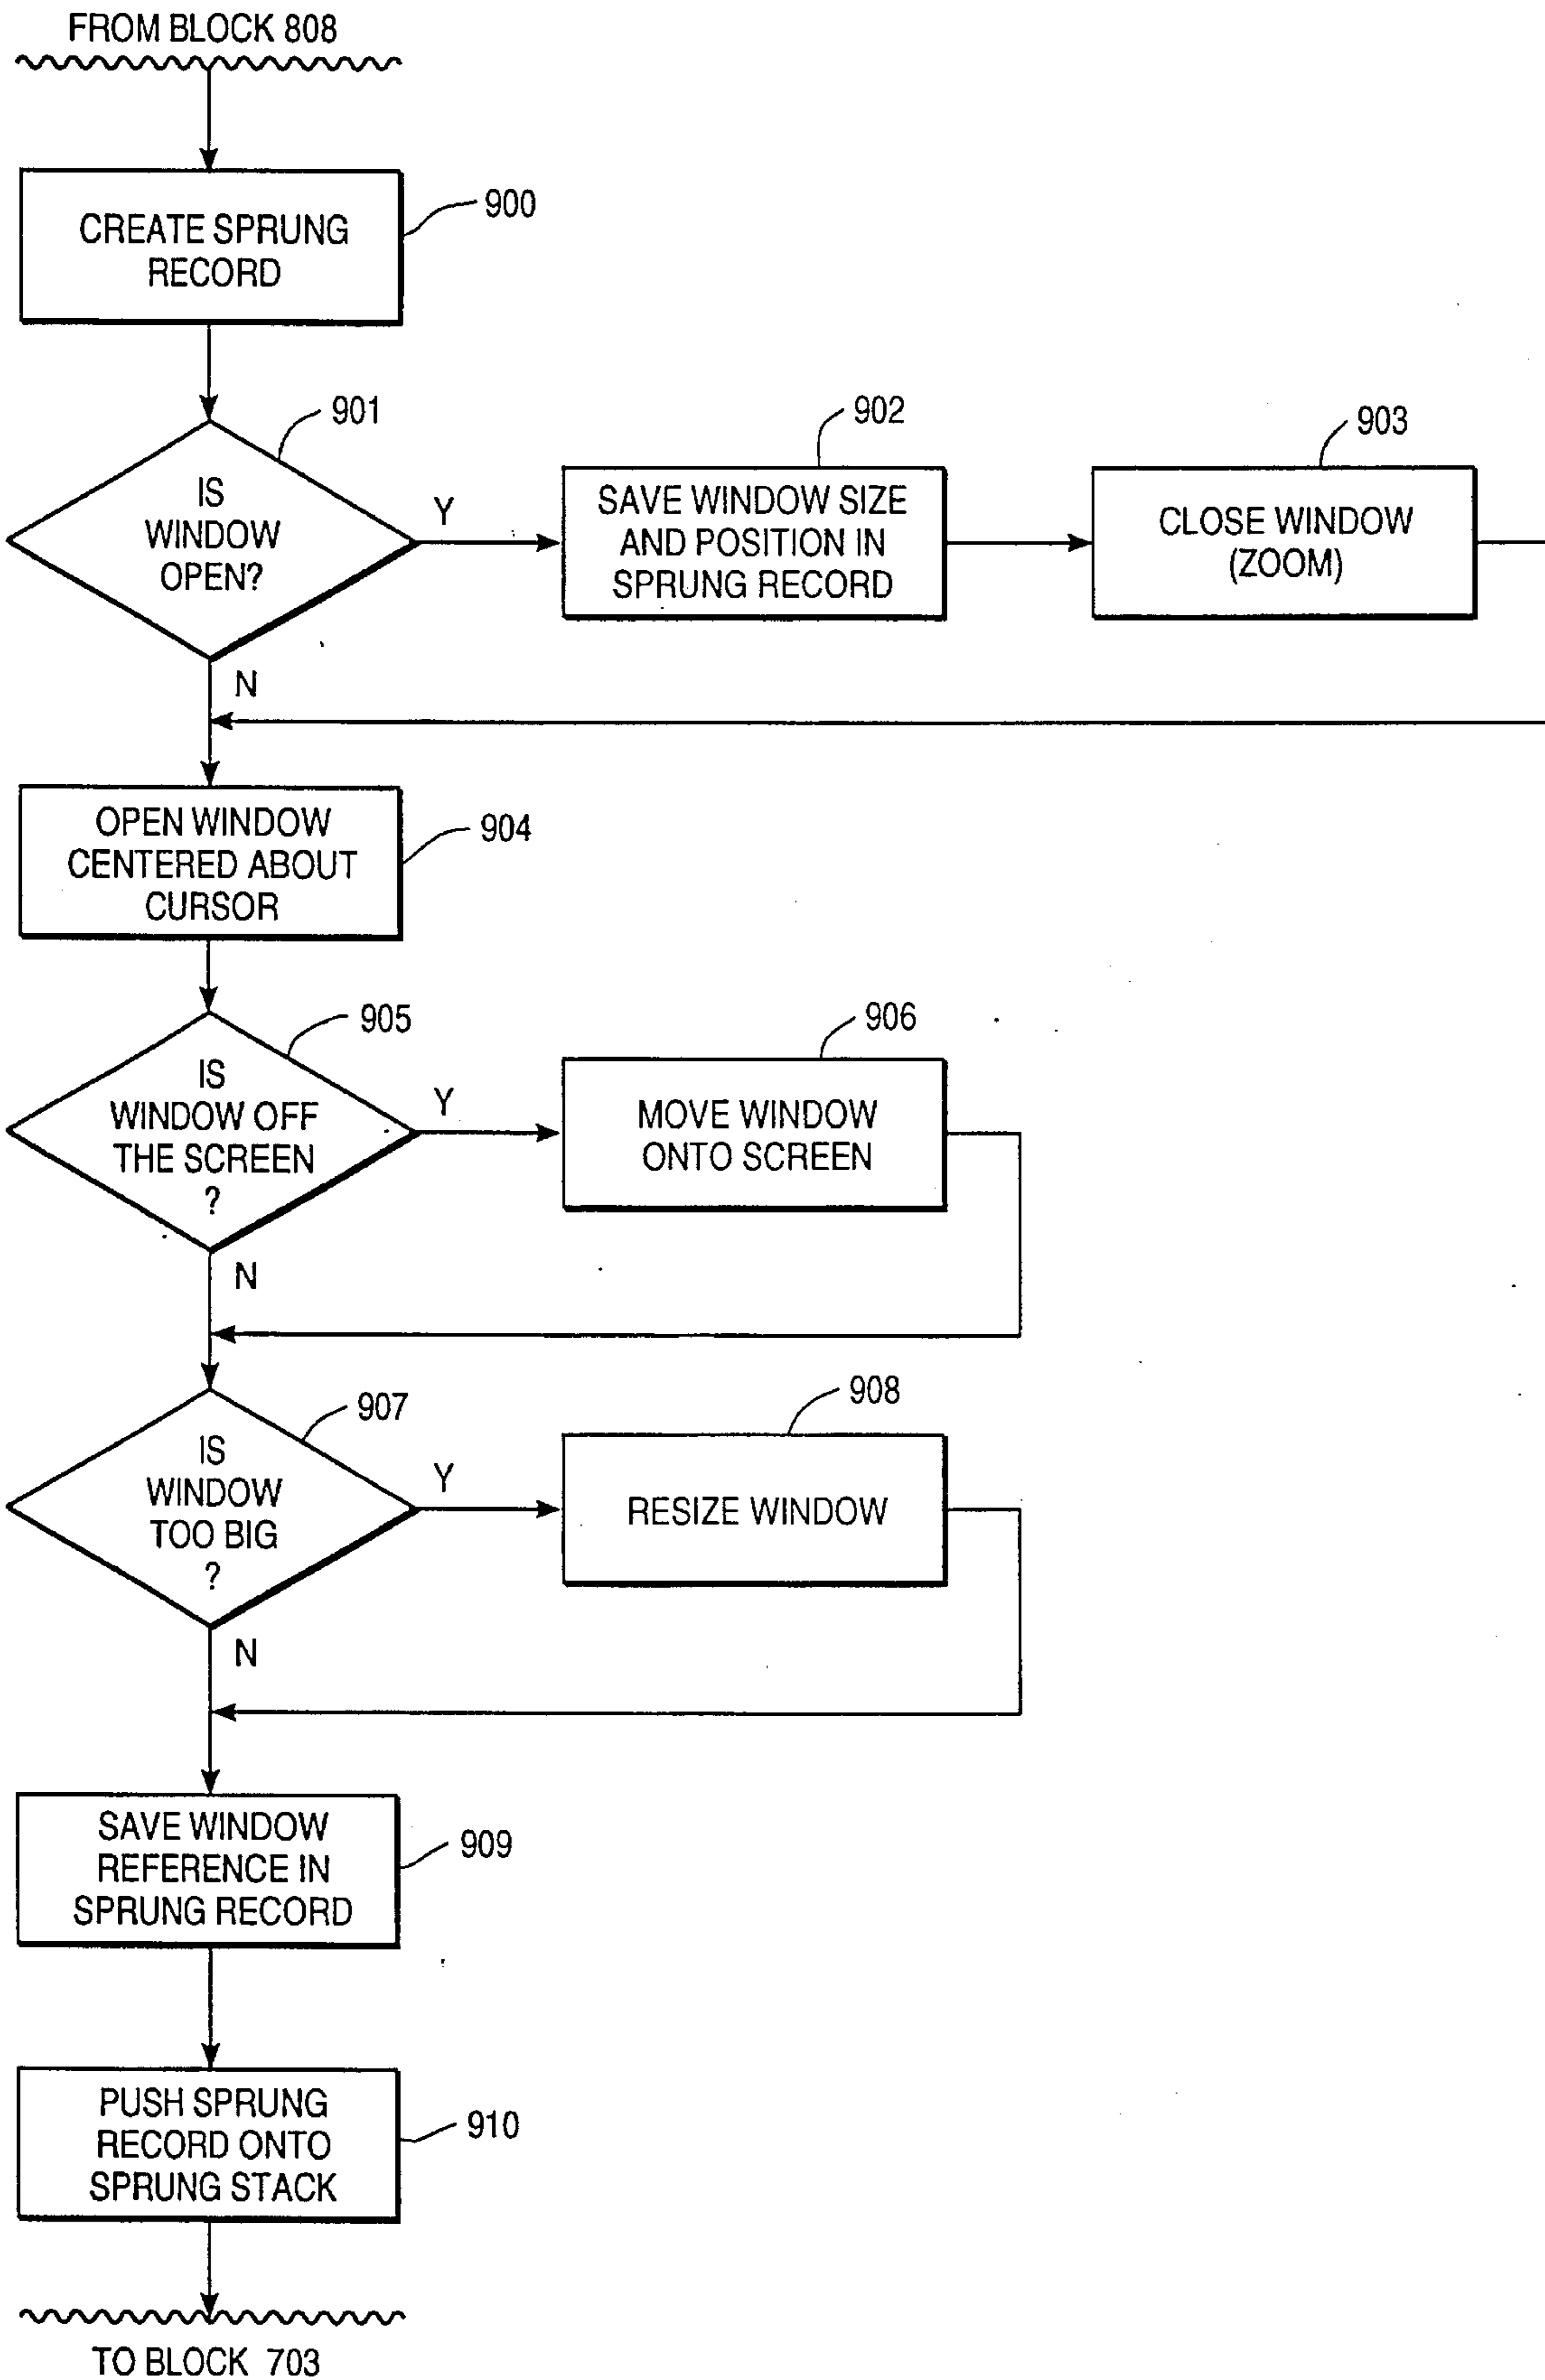 FROM BLOCK 808
CREATE SPRUNG
RECORD
900
IS
WINDOW
OPEN?
901
Y
N
SAVE WINDOW SIZE
AND POSITION IN
SPRUNG RECORD
902
CLOSE WINDOW
(ZOOM)
903
OPEN WINDOW
CENTERED ABOUT
CURSOR
904
IS
WINDOW OFF
THE SCREEN
?
905
Y
N
MOVE WINDOW
ONTO SCREEN
906
IS
WINDOW
TOO BIG
?
907
Y
N
RESIZE WINDOW
908
SAVE WINDOW
REFERENCE IN
SPRUNG RECORD
909
PUSH SPRUNG
RECORD ONTO
SPRUNG STACK
910
TO BLOCK 703